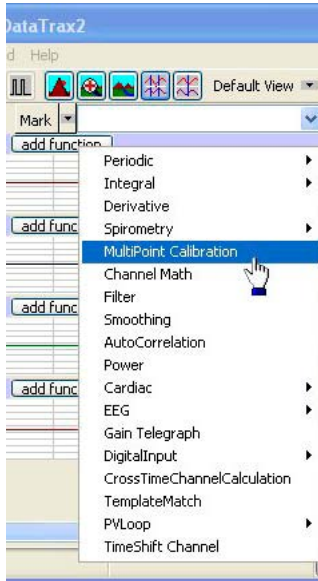 DataTrax2
d Help
Default View
Mark
add function
Periodic
Integral
Derivative
add func
Spirometry
MultiPoint Calibration
Channel Math
Filter
add func
Smoothing
AutoCorrelation
Power
add func
Cardiac
EEG
Gain Telegraph
DigitalInput
CrossTimeChannelCalculation
TemplateMatch
PVLoop
TimeShift Channel